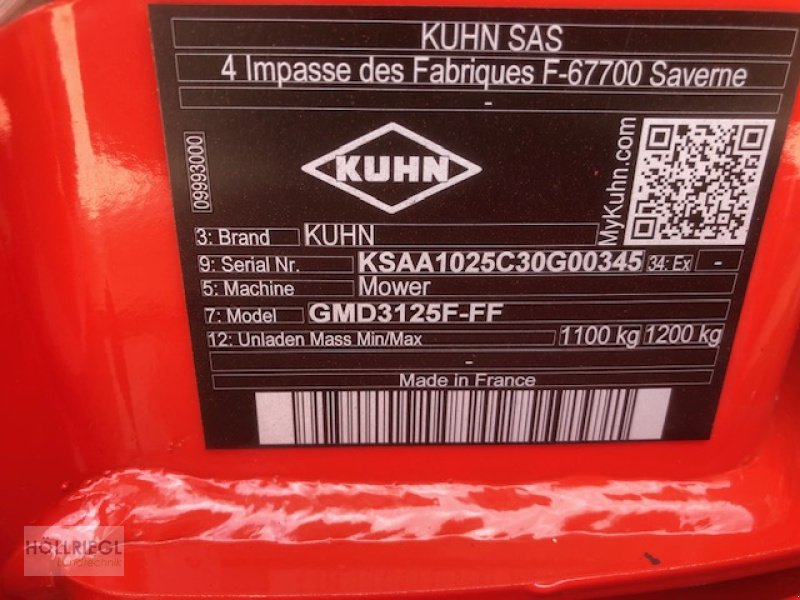 KUHN SAS
4 Impasse des Fabriques F-67700 Saverne
-
09993000
KUHN
MyKuhn.com
3: Brand KUHN
9: Serial Nr. KSAA1025C30G00345 34: Ex -
5: Machine Mower
7: Model GMD3125F-FF
12: Unladen Mass Min/Max 1100 kg 1200 kg
-
Made in France
HÖLLRIEGL
Landtechnik